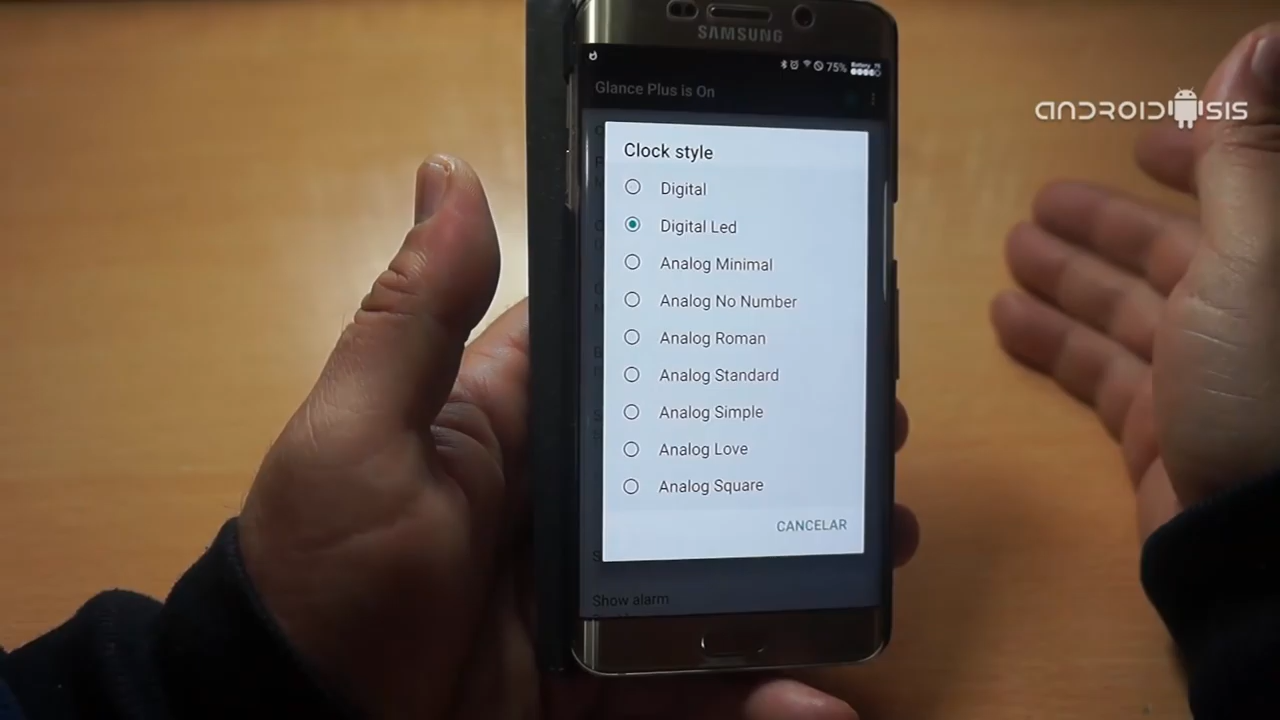 SAMSUNG
75%
Glance Plus is On
ANDROIDSIS
Clock style
Digital
Digital Led
Analog Minimal
Analog No Number
Analog Roman
Analog Standard
Analog Simple
Analog Love
Analog Square
CANCELAR
Show alarm